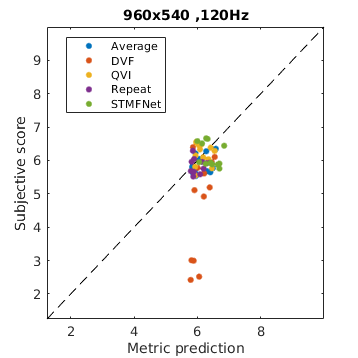 960x540 ,120Hz
Average
DVF
QVI
Repeat
STMFNet
9
8
7
6
5
4
3
2
Subjective score
2
4
6
8
Metric prediction